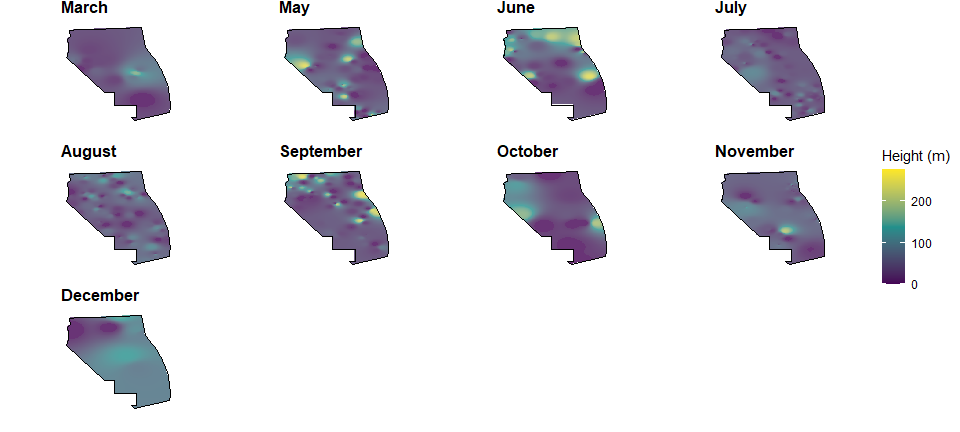 March
May
June
July
August
September
October
November
Height (m)
200
100
0
December